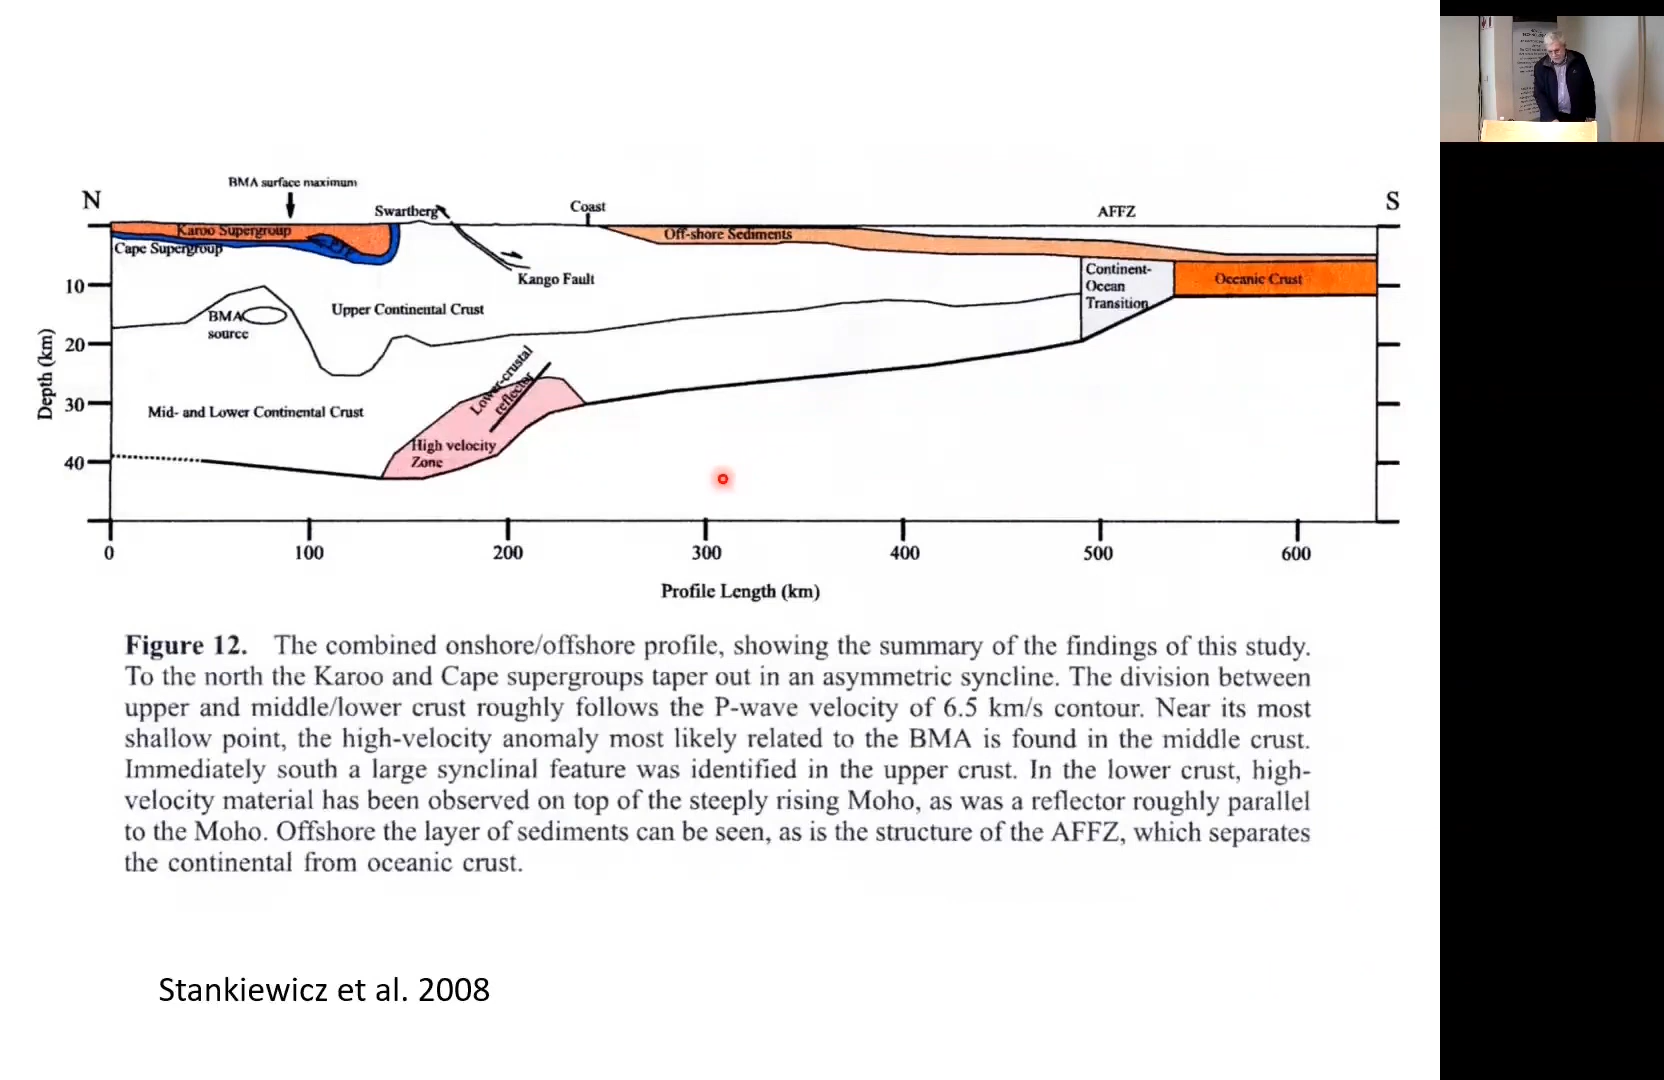 BMA surface maximum
N
Swartberg
Coast
AFFZ
S
Karoo Supergroup
Off-shore Sediments
Cape Supergroup
Kango Fault
Continent-
Ocean
Transition
Oceanic Crust
10
BMA
source
Upper Continental Crust
20
Depth (km)
Lower-crustal
reflector
30
Mid- and Lower Continental Crust
High velocity
Zone
40
0 100 200 300 400 500 600
Profile Length (km)
Figure 12. The combined onshore/offshore profile, showing the summary of the findings of this study.
To the north the Karoo and Cape supergroups taper out in an asymmetric syncline. The division between
upper and middle/lower crust roughly follows the P-wave velocity of 6.5 km/s contour. Near its most
shallow point, the high-velocity anomaly most likely related to the BMA is found in the middle crust.
Immediately south a large synclinal feature was identified in the upper crust. In the lower crust, high-
velocity material has been observed on top of the steeply rising Moho, as was a reflector roughly parallel
to the Moho. Offshore the layer of sediments can be seen, as is the structure of the AFFZ, which separates
the continental from oceanic crust.
Stankiewicz et al. 2008